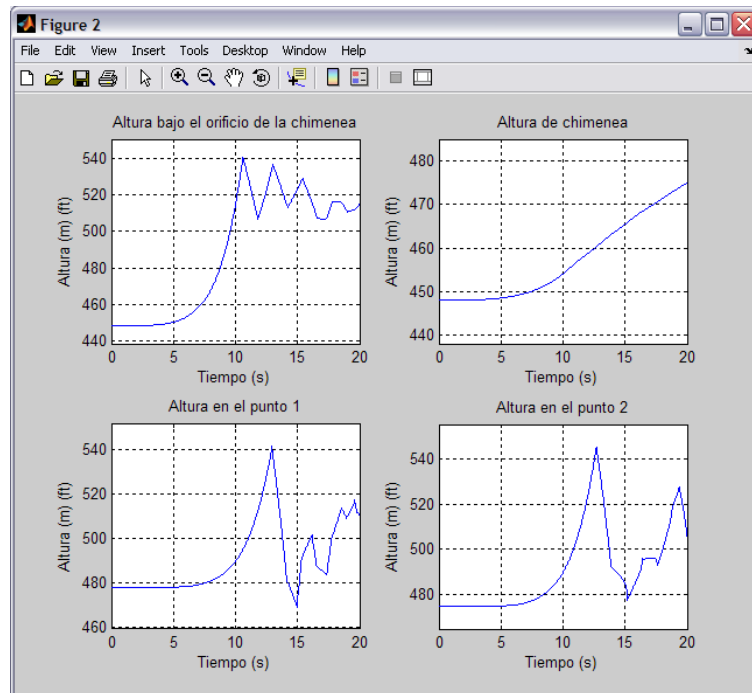 Figure 2
File Edit View Insert Tools Desktop Window Help
Altura bajo el orificio de la chimenea
Altura (m) (ft)
540
520
500
480
460
440
0 5 10 15 20
Tiempo (s)
Altura de chimenea
Altura (m) (ft)
480
470
460
450
440
0 5 10 15 20
Tiempo (s)
Altura en el punto 1
Altura (m) (ft)
540
520
500
480
460
0 5 10 15 20
Tiempo (s)
Altura en el punto 2
Altura (m) (ft)
540
520
500
480
0 5 10 15 20
Tiempo (s)